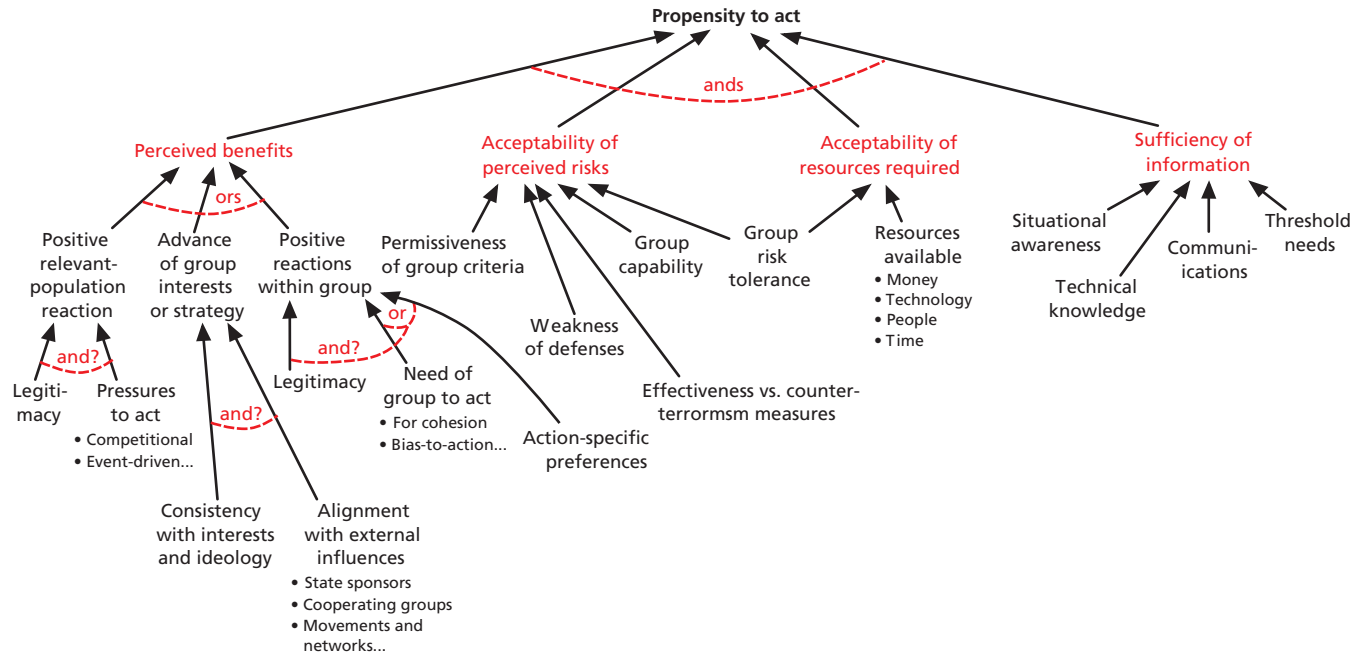 Propensity to act
ands
Perceived benefits
Acceptability of
perceived risks
Acceptability of
resources required
Sufficiency of
information
ors
Positive
relevant-
population
reaction
Advance
of group
interests
or strategy
Positive
reactions
within group
Permissiveness
of group criteria
Group
capability
Group
risk
tolerance
Resources
available
• Money
• Technology
• People
• Time
Situational
awareness
Technical
knowledge
Communi-
ications
Threshold
needs
and?
Legiti-
macy
Pressures
to act
• Competitional
• Event-driven...
and?
or
and?
Legitimacy
Need of
group to act
• For cohesion
• Bias-to-action...
Action-specific
preferences
Weakness
of defenses
Effectiveness vs. counter-
terrormsm measures
Consistency
with interests
and ideology
Alignment
with external
influences
• State sponsors
• Cooperating groups
• Movements and
networks...